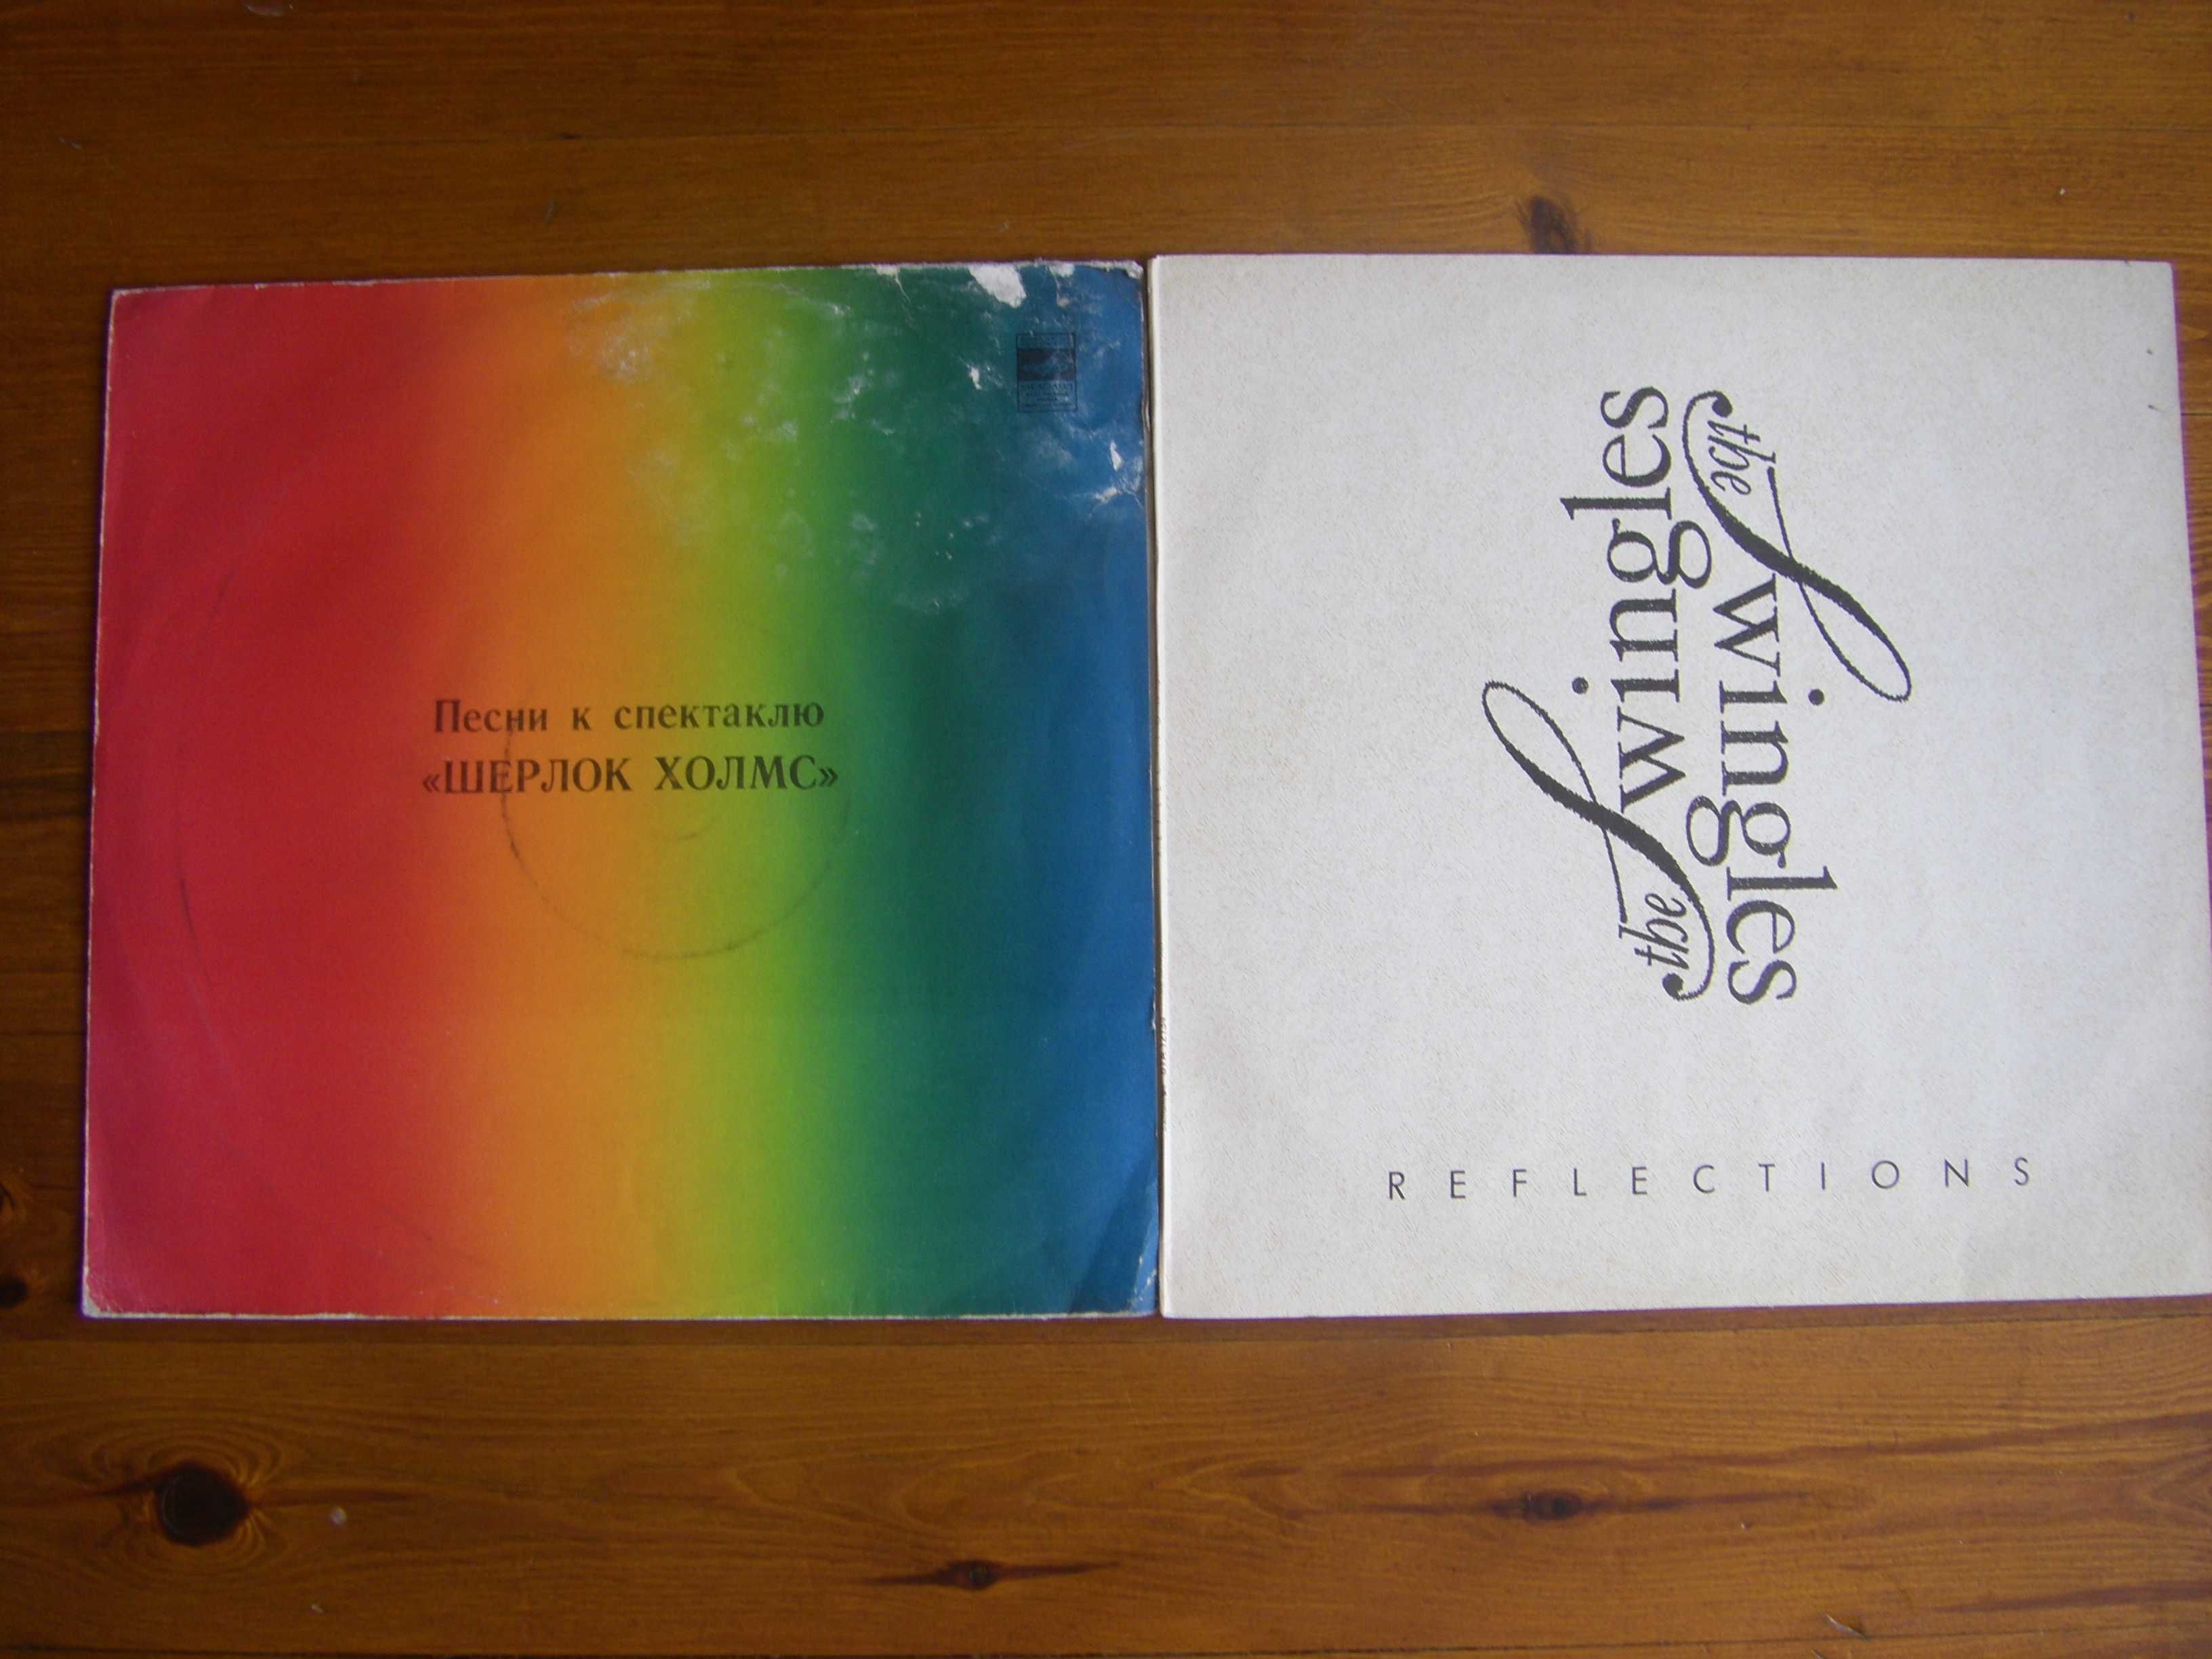 Песни к спектаклю
«ШЕРЛОК ХОЛМС»
the Swingles
the Swingles
REFLECTIONS